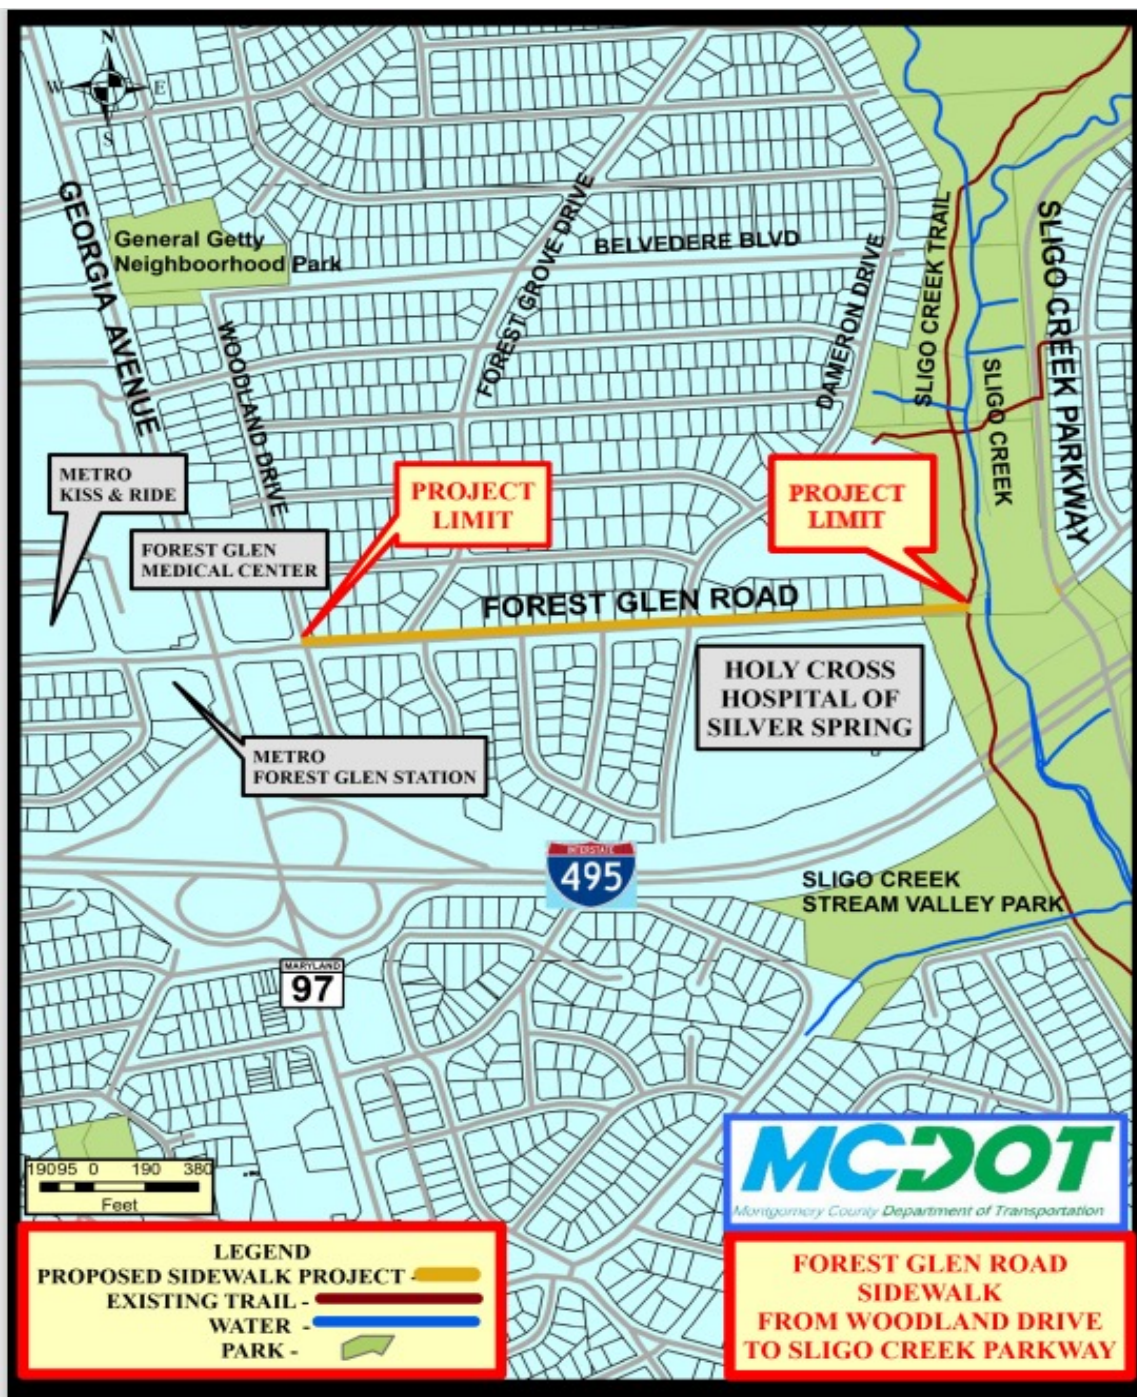 N
W
E
S
GEORGIA AVENUE
General Getty
Neighboorhood Park
FOREST GROVE DRIVE
BELVEDERE BLVD
DAMERON DRIVE
SLIGO CREEK TRAIL
SLIGO CREEK PARKWAY
SLIGO CREEK
WOODLAND DRIVE
METRO
KISS & RIDE
FOREST GLEN
MEDICAL CENTER
PROJECT
LIMIT
PROJECT
LIMIT
FOREST GLEN ROAD
HOLY CROSS
HOSPITAL OF
SILVER SPRING
METRO
FOREST GLEN STATION
INTERSTATE
495
SLIGO CREEK
STREAM VALLEY PARK
MARYLAND
97
19095 0 190 380
Feet
LEGEND
PROPOSED SIDEWALK PROJECT -
EXISTING TRAIL -
WATER -
PARK -
MCDOT
Montgomery County Department of Transportation
FOREST GLEN ROAD
SIDEWALK
FROM WOODLAND DRIVE
TO SLIGO CREEK PARKWAY